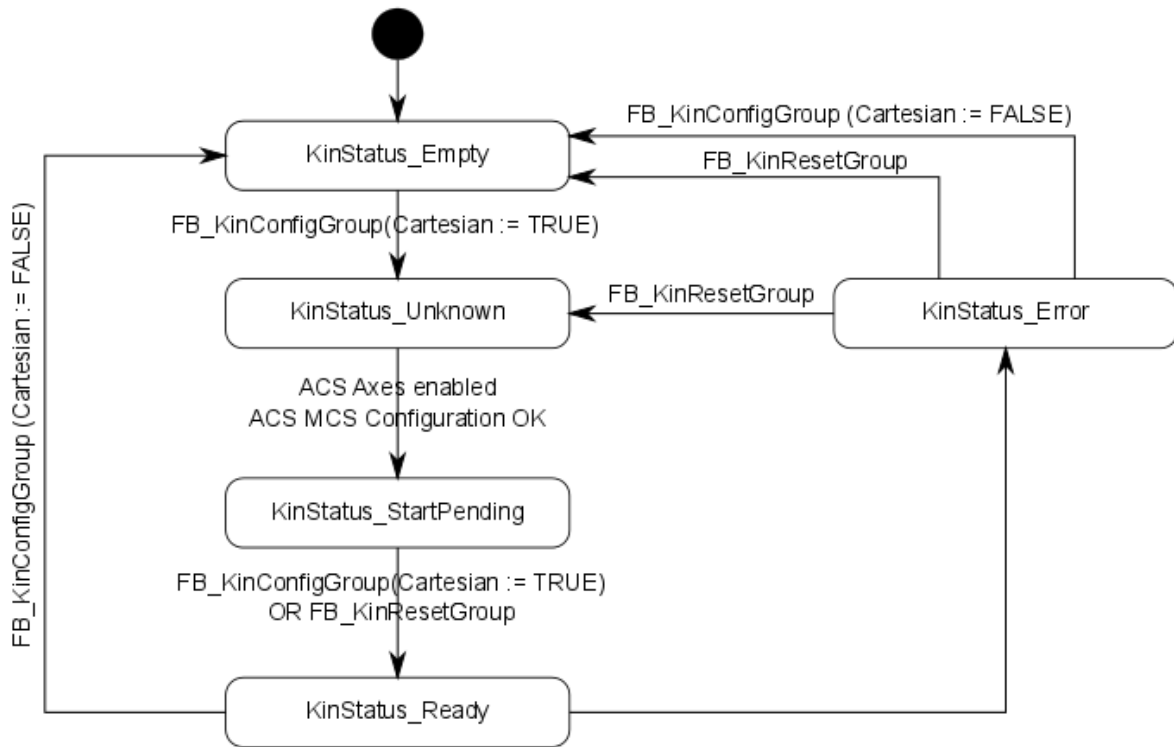 FB_KinConfigGroup (Cartesian := FALSE)
KinStatus_Empty
FB_KinResetGroup
FB_KinConfigGroup(Cartesian := TRUE)
FB_KinConfigGroup (Cartesian := FALSE)
KinStatus_Unknown
FB_KinResetGroup
KinStatus_Error
ACS Axes enabled
ACS MCS Configuration OK
KinStatus_StartPending
FB_KinConfigGroup(Cartesian := TRUE)
OR FB_KinResetGroup
KinStatus_Ready